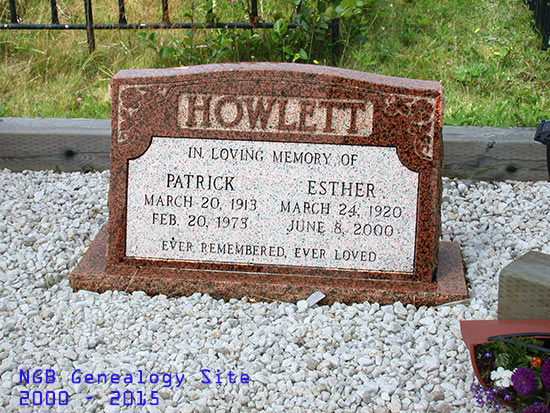 HOWLETT
IN LOVING MEMORY OF
PATRICK ESTHER
MARCH 20, 1913 MARCH 24, 1920
FEB. 20, 1973 JUNE 8, 2000
EVER REMEMBERED, EVER LOVED
NGB Genealogy Site
2000 - 2015